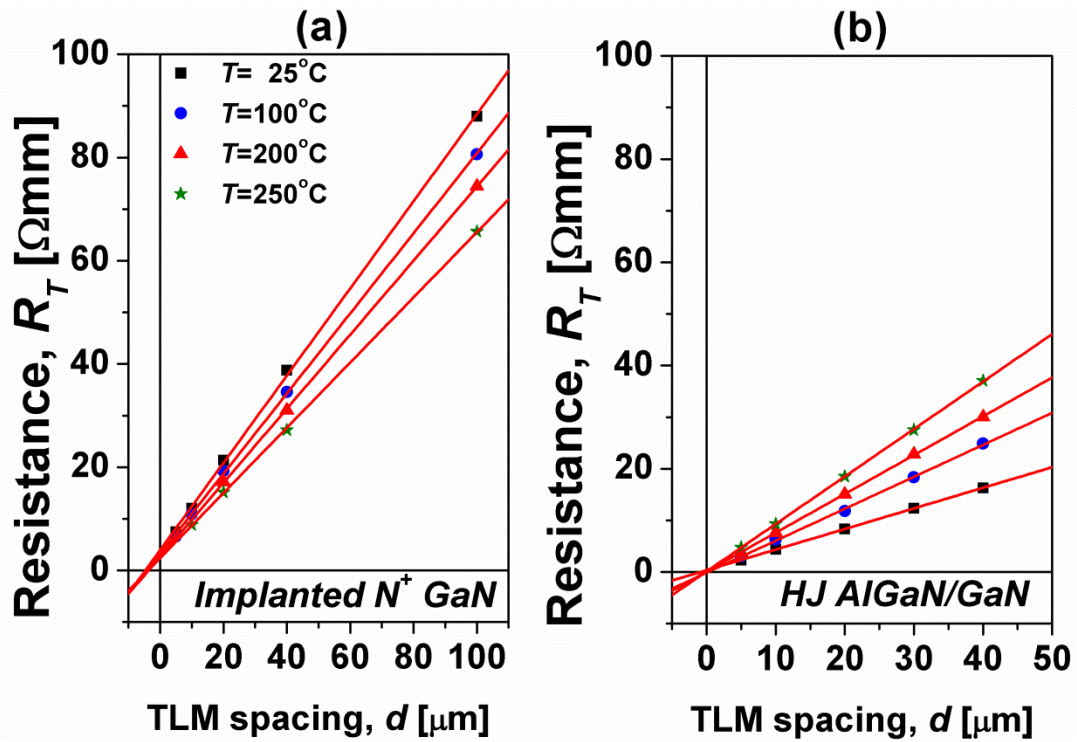 (a)
Resistance, R_T [Ωmm]
100
80
60
40
20
0
T= 25°C
T=100°C
T=200°C
T=250°C
Implanted N⁺ GaN
0 20 40 60 80 100
TLM spacing, d [μm]
(b)
Resistance, R_T [Ωmm]
100
80
60
40
20
0
HJ AlGaN/GaN
0 10 20 30 40 50
TLM spacing, d [μm]